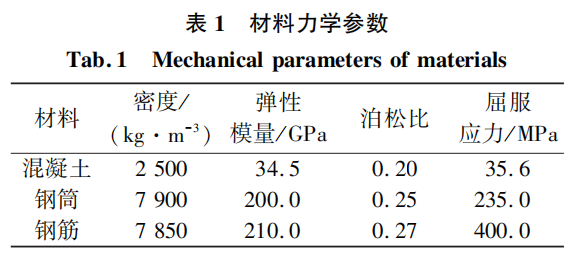 表 1 材料力学参数
Tab. 1 Mechanical parameters of materials
材料 密度/(kg·m⁻³) 弹性模量/GPa 泊松比 屈服应力/MPa
混凝土 2 500 34.5 0.20 35.6
钢筒 7 900 200.0 0.25 235.0
钢筋 7 850 210.0 0.27 400.0